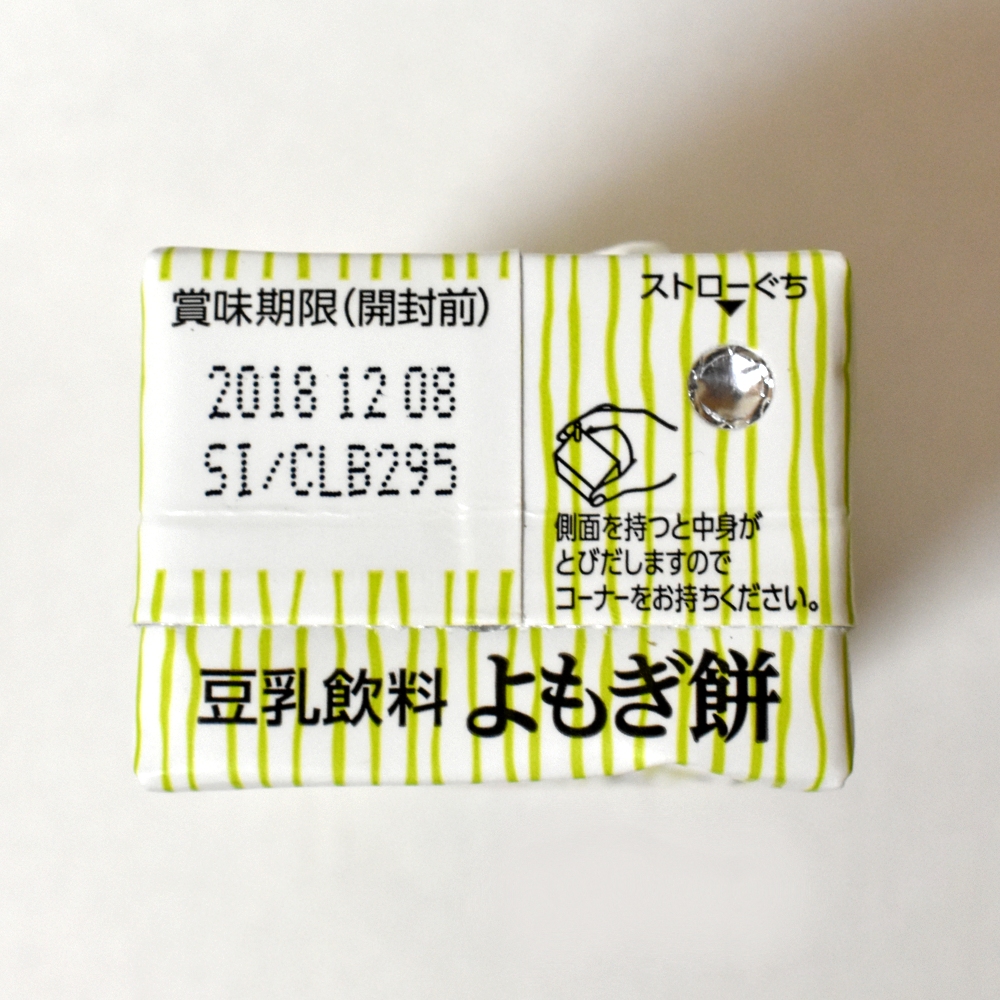 賞味期限(開封前)
2018 12 08
SI/CLB295
ストローぐち
側面を持つと中身が
とびだしますので
コーナーをお持ちください。
豆乳飲料 よもぎ餅